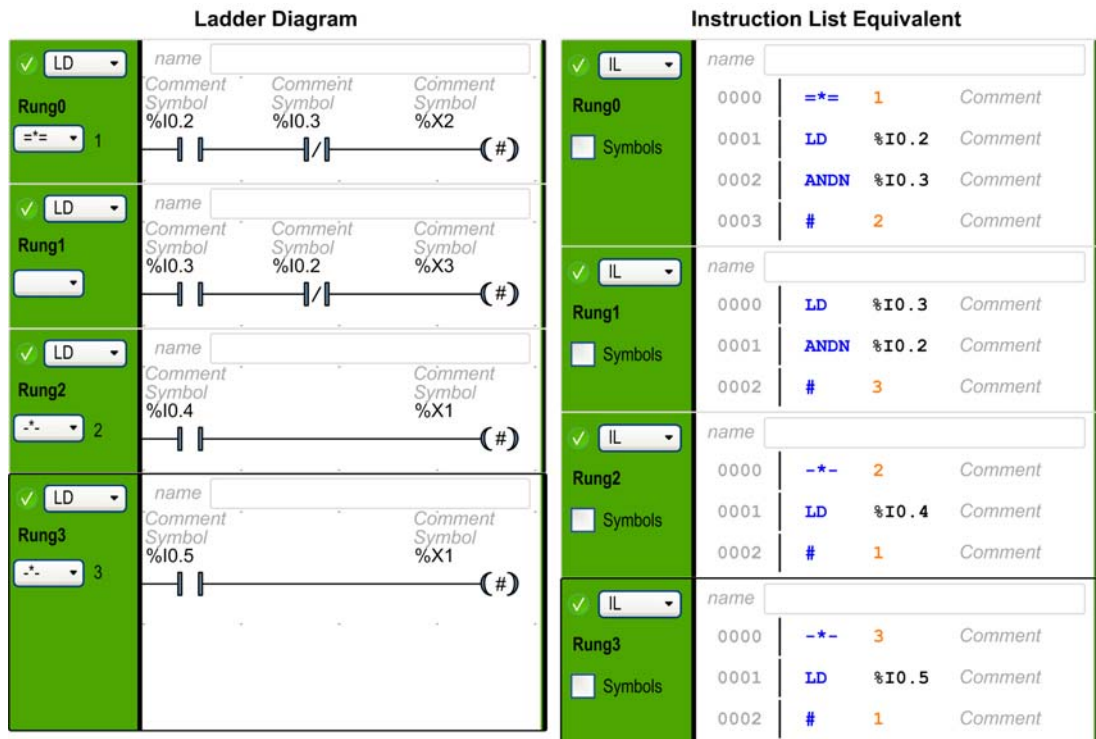 Ladder Diagram
LD
name
Rung0
=*= 1
Comment Comment Comment
Symbol Symbol Symbol
%I0.2 %I0.3 %X2
(#)
LD
name
Rung1
Comment Comment Comment
Symbol Symbol Symbol
%I0.3 %I0.2 %X3
(#)
LD
name
Rung2
-*- 2
Comment Comment
Symbol Symbol
%I0.4 %X1
(#)
LD
name
Rung3
-*- 3
Comment Comment
Symbol Symbol
%I0.5 %X1
(#)
Instruction List Equivalent
IL
name
Rung0
Symbols
0000 =*= 1 Comment
0001 LD %I0.2 Comment
0002 ANDN %I0.3 Comment
0003 # 2 Comment
IL
name
Rung1
Symbols
0000 LD %I0.3 Comment
0001 ANDN %I0.2 Comment
0002 # 3 Comment
IL
name
Rung2
Symbols
0000 -*- 2 Comment
0001 LD %I0.4 Comment
0002 # 1 Comment
IL
name
Rung3
Symbols
0000 -*- 3 Comment
0001 LD %I0.5 Comment
0002 # 1 Comment